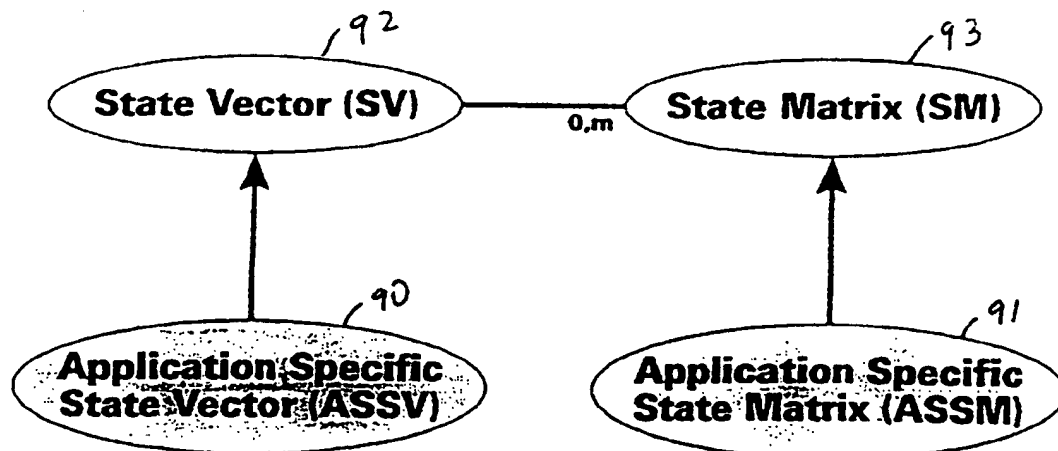 92
93
State Vector (SV)
0,m
State Matrix (SM)
90
91
Application Specific
State Vector (ASSV)
Application Specific
State Matrix (ASSM)